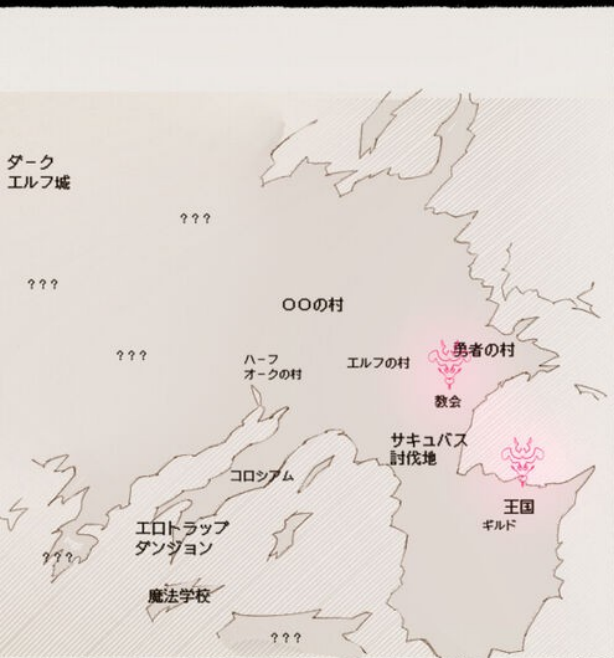 ダーク
エルフ城
???
???
〇〇の村
???
ハーフ
オークの村
エルフの村
勇者の村
教会
サキュバス
討伐地
コロシアム
王国
ギルド
エロトラップ
ダンジョン
???
魔法学校
???